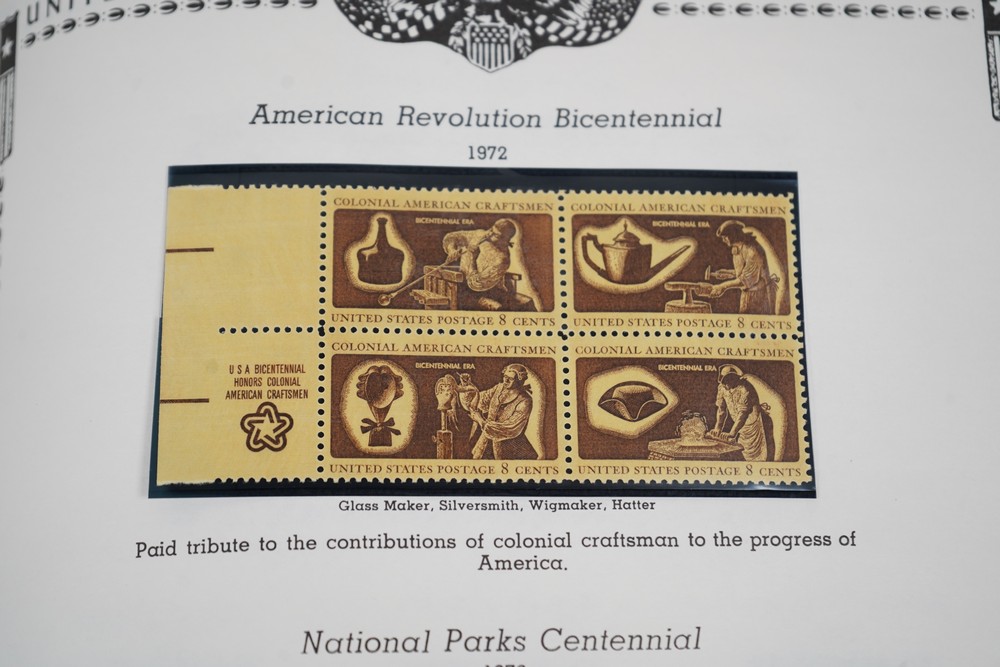 UNITE
American Revolution Bicentennial
1972
COLONIAL AMERICAN CRAFTSMEN
BICENTENNIAL ERA
UNITED STATES POSTAGE 8 CENTS
COLONIAL AMERICAN CRAFTSMEN
BICENTENNIAL ERA
UNITED STATES POSTAGE 8 CENTS
USA BICENTENNIAL
HONORS COLONIAL
AMERICAN CRAFTSMEN
COLONIAL AMERICAN CRAFTSMEN
BICENTENNIAL ERA
UNITED STATES POSTAGE 8 CENTS
COLONIAL AMERICAN CRAFTSMEN
BICENTENNIAL ERA
UNITED STATES POSTAGE 8 CENTS
Glass Maker, Silversmith, Wigmaker, Hatter
Paid tribute to the contributions of colonial craftsman to the progress of
America.
National Parks Centennial